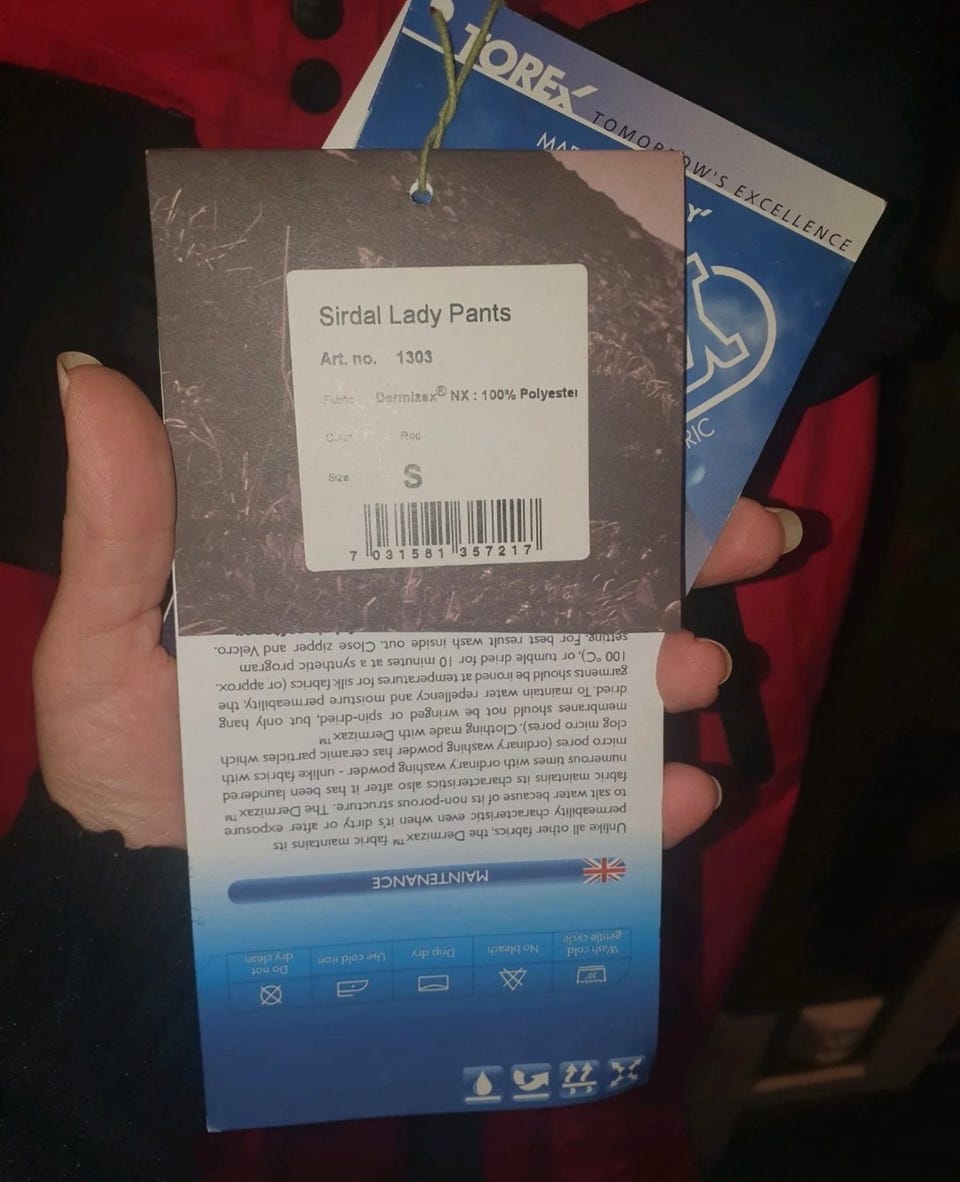 TOREX TOMORROW'S EXCELLENCE
Sirdal Lady Pants
Art. no. 1303
Fabric Dermizax® NX : 100% Polyester
Color Red
Size S
7 031581 357217
MAINTENANCE
Unlike all other fabrics, the Dermizax™ fabric maintains its
permeability characteristic even when it's dirty or after exposure
to salt water because of its non-porous structure. The Dermizax™
fabric maintains its characteristics also after it has been laundered
numerous times with ordinary washing powder - unlike fabrics with
micro pores (ordinary washing powder has ceramic particles which
clog micro pores). Clothing made with Dermizax™
membranes should not be wringed or spin-dried, but only hang
dried. To maintain water repellency and moisture permeability, the
garments should be ironed at temperatures for silk fabrics (or approx.
100 °C), or tumble dried for 10 minutes at a synthetic program
setting. For best result wash inside out. Close zipper and Velcro.
30°
Wash cold,
gentle cycle
No bleach
Drip dry
Use cold iron
Do not
dry clean